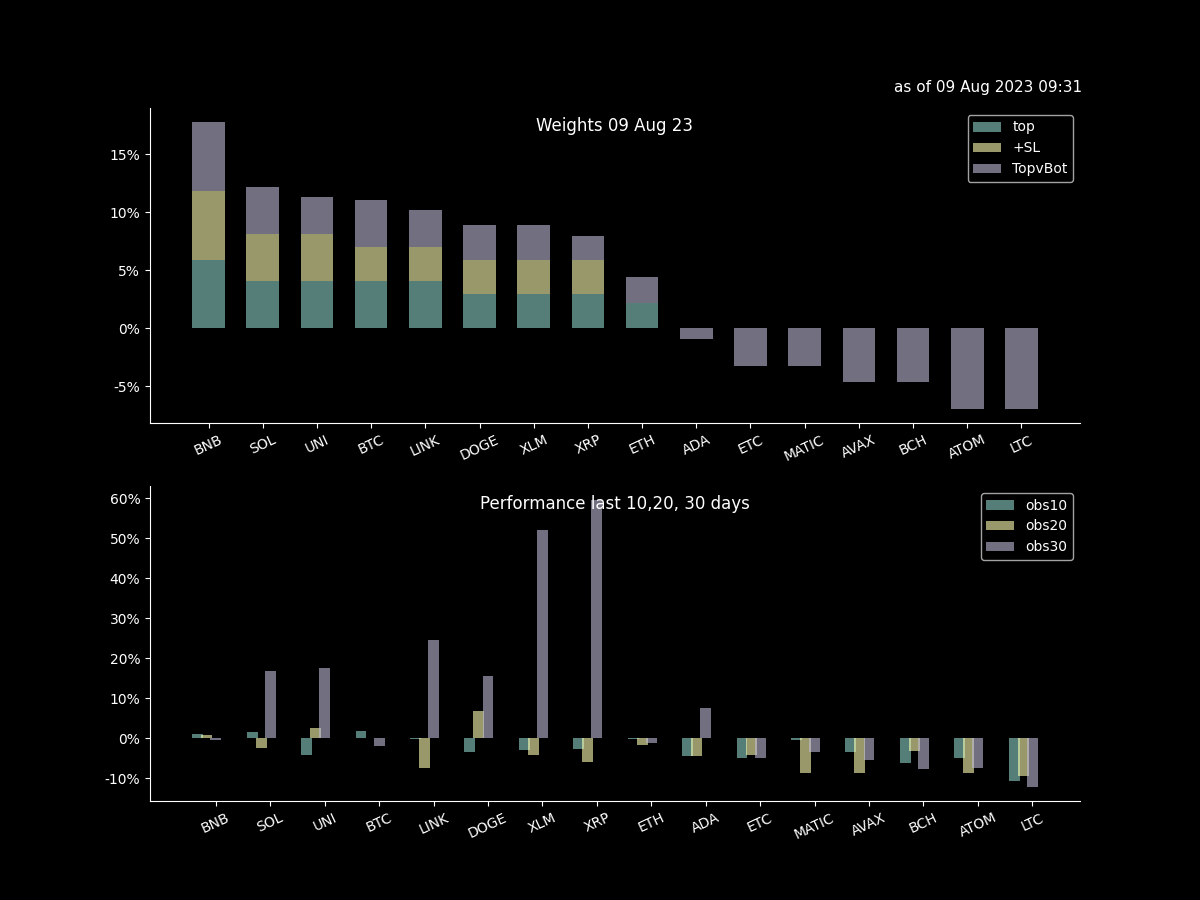 as of 09 Aug 2023 09:31
Weights 09 Aug 23
top
+SL
TopvBot
15%
10%
5%
0%
-5%
BNB SOL UNI BTC LINK DOGE XLM XRP ETH ADA ETC MATIC AVAX BCH ATOM LTC
Performance last 10,20, 30 days
obs10
obs20
obs30
60%
50%
40%
30%
20%
10%
0%
-10%
BNB SOL UNI BTC LINK DOGE XLM XRP ETH ADA ETC MATIC AVAX BCH ATOM LTC